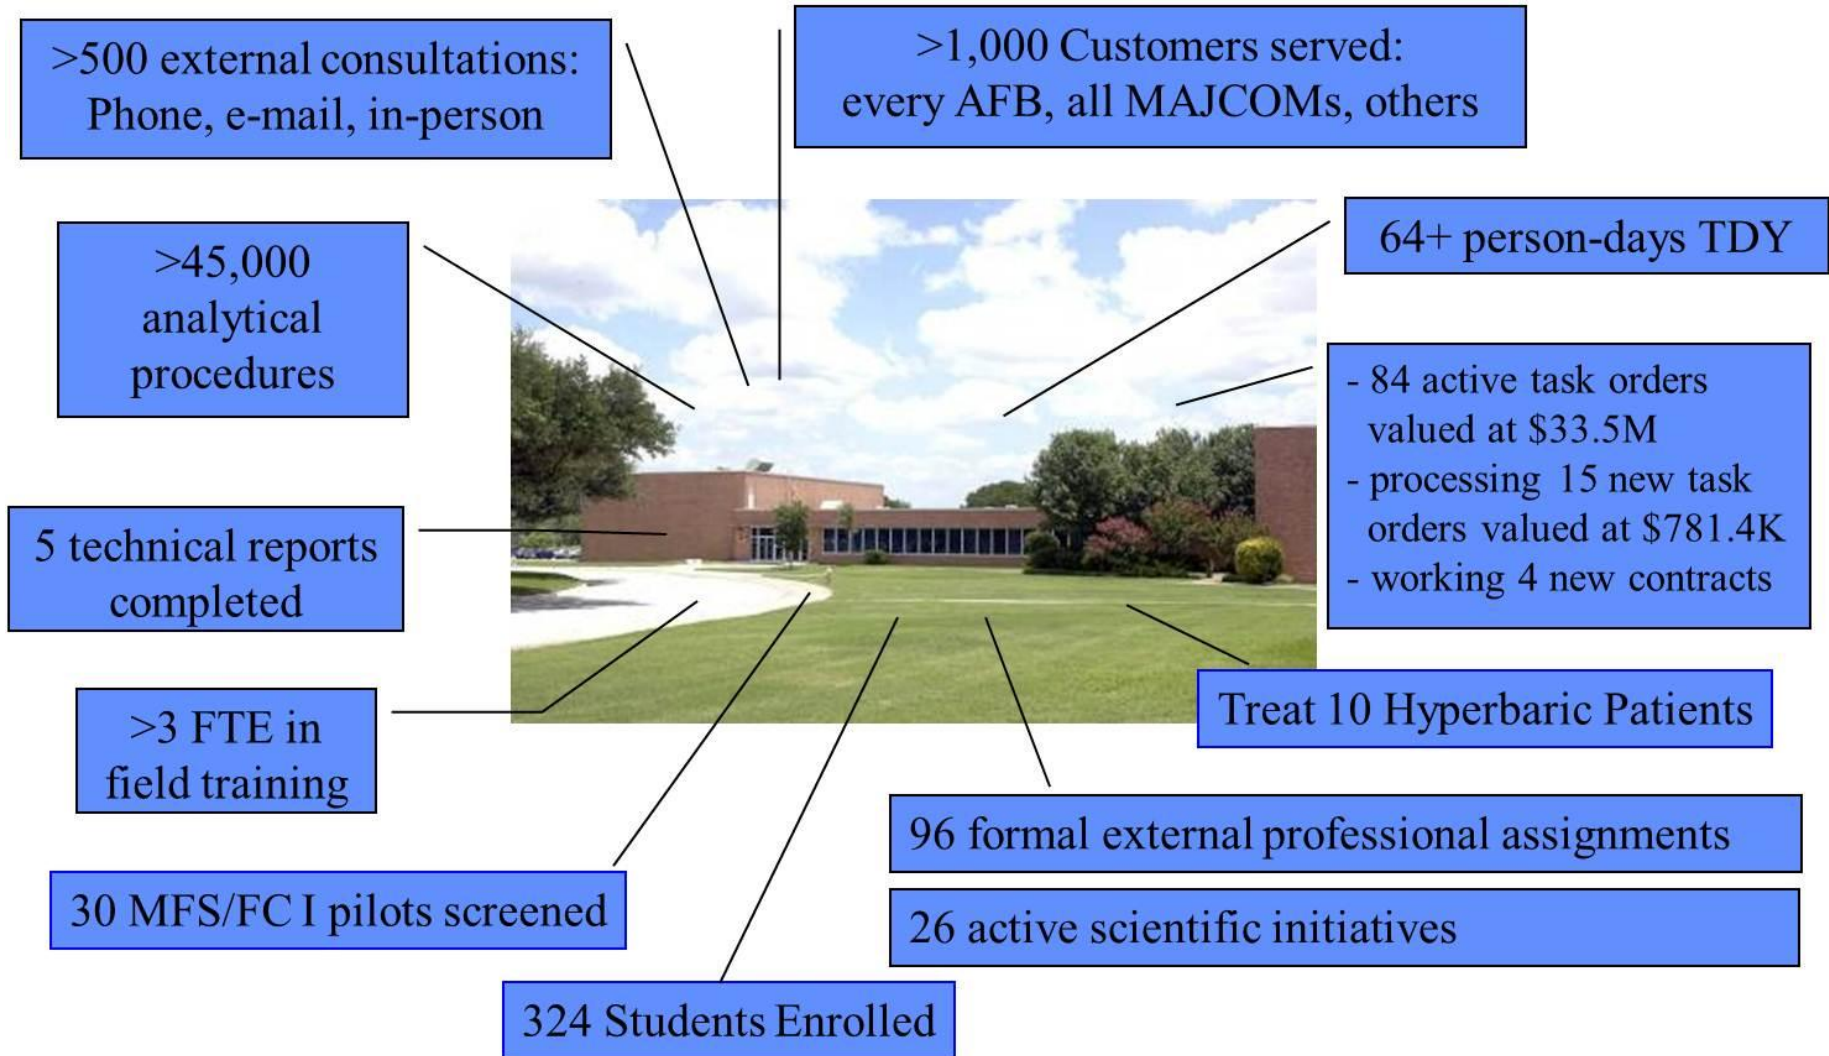 >500 external consultations:
Phone, e-mail, in-person
>1,000 Customers served:
every AFB, all MAJCOMs, others
>45,000
analytical
procedures
64+ person-days TDY
- 84 active task orders
valued at $33.5M
- processing 15 new task
orders valued at $781.4K
- working 4 new contracts
5 technical reports
completed
>3 FTE in
field training
Treat 10 Hyperbaric Patients
96 formal external professional assignments
30 MFS/FC I pilots screened
26 active scientific initiatives
324 Students Enrolled